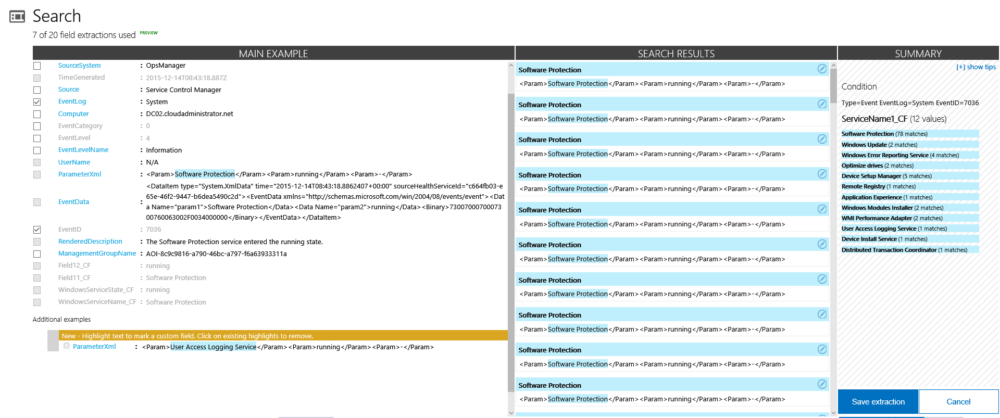 Search
7 of 20 field extractions used PREVIEW
MAIN EXAMPLE
SourceSystem : OpsManager
TimeGenerated : 2015-12-14T08:43:18.887Z
Source : Service Control Manager
EventLog : System
Computer : DC02.cloudadministrator.net
EventCategory : 0
EventLevel : 4
EventLevelName : Information
UserName : N/A
ParameterXml : <Param>Software Protection</Param><Param>running</Param><Param>-</Param>
<DataItem type="System.XmlData" time="2015-12-14T08:43:18.8862407+00:00" sourceHealthServiceId="c664fb03-e
65e-46f2-9447-b6dea5490c2d"><EventData xmlns="http://schemas.microsoft.com/win/2004/08/events/event"><Dat
EventData : a Name="param1">Software Protection</Data><Data Name="param2">running</Data><Binary>73007000700073
00760063002F0034000000</Binary></EventData></DataItem>
EventID : 7036
RenderedDescription : The Software Protection service entered the running state.
ManagementGroupName : AOI-8c9c9816-a790-46bc-a797-f6a63933311a
Field12_CF : running
Field11_CF : Software Protection
WindowsServiceState_CF : running
WindowsServiceName_CF : Software Protection
Additional examples
New - Highlight text to mark a custom field. Click on existing highlights to remove.
ParameterXml : <Param>User Access Logging Service</Param><Param>running</Param><Param>-</Param>
SEARCH RESULTS
Software Protection
<Param>Software Protection</Param><Param>running</Param><Param>-</Param>
Software Protection
<Param>Software Protection</Param><Param>running</Param><Param>-</Param>
Software Protection
<Param>Software Protection</Param><Param>running</Param><Param>-</Param>
Software Protection
<Param>Software Protection</Param><Param>running</Param><Param>-</Param>
Software Protection
<Param>Software Protection</Param><Param>running</Param><Param>-</Param>
Software Protection
<Param>Software Protection</Param><Param>running</Param><Param>-</Param>
Software Protection
<Param>Software Protection</Param><Param>running</Param><Param>-</Param>
Software Protection
<Param>Software Protection</Param><Param>running</Param><Param>-</Param>
Software Protection
<Param>Software Protection</Param><Param>running</Param><Param>-</Param>
Software Protection
<Param>Software Protection</Param><Param>running</Param><Param>-</Param>
SUMMARY
[+] show tips
Condition
Type=Event EventLog=System EventID=7036
ServiceName1_CF (12 values)
Software Protection (78 matches)
Windows Update (2 matches)
Windows Error Reporting Service (4 matches)
Optimize drives (2 matches)
Device Setup Manager (5 matches)
Remote Registry (1 matches)
Application Experience (1 matches)
Windows Modules Installer (2 matches)
WMI Performance Adapter (2 matches)
User Access Logging Service (1 matches)
Device Install Service (1 matches)
Distributed Transaction Coordinator (1 matches)
Save extraction
Cancel